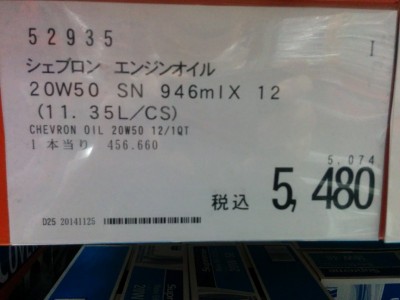 52935
I
シェブロン エンジンオイル
20W50 SN 946mlX 12
(11.35L/CS)
CHEVRON OIL 20W50 12/1QT
1本当り 456.660
5,074
税込 5,480
D25 20141125